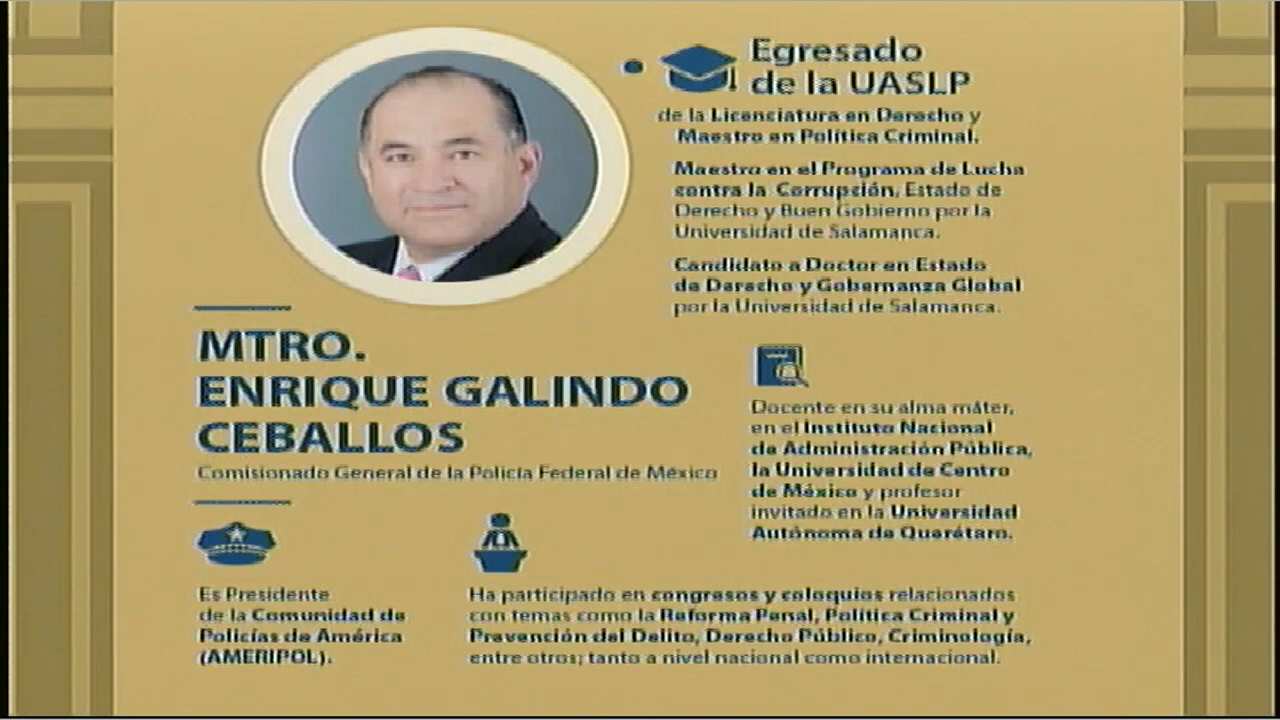 Egresado
de la UASLP
de la Licenciatura en Derecho y
Maestro en Política Criminal.
Maestro en el Programa de Lucha
contra la Corrupción, Estado de
Derecho y Buen Gobierno por la
Universidad de Salamanca.
Candidato a Doctor en Estado
de Derecho y Gobernanza Global
por la Universidad de Salamanca.
MTRO.
ENRIQUE GALINDO
CEBALLOS
Comisionado General de la Policía Federal de México
Docente en su alma máter,
en el Instituto Nacional
de Administración Pública,
la Universidad de Centro
de México y profesor
invitado en la Universidad
Autónoma de Querétaro.
Es Presidente
de la Comunidad de
Policías de América
(AMERIPOL).
Ha participado en congresos y coloquios relacionados
con temas como la Reforma Penal, Política Criminal y
Prevención del Delito, Derecho Público, Criminología,
entre otros; tanto a nivel nacional como internacional.